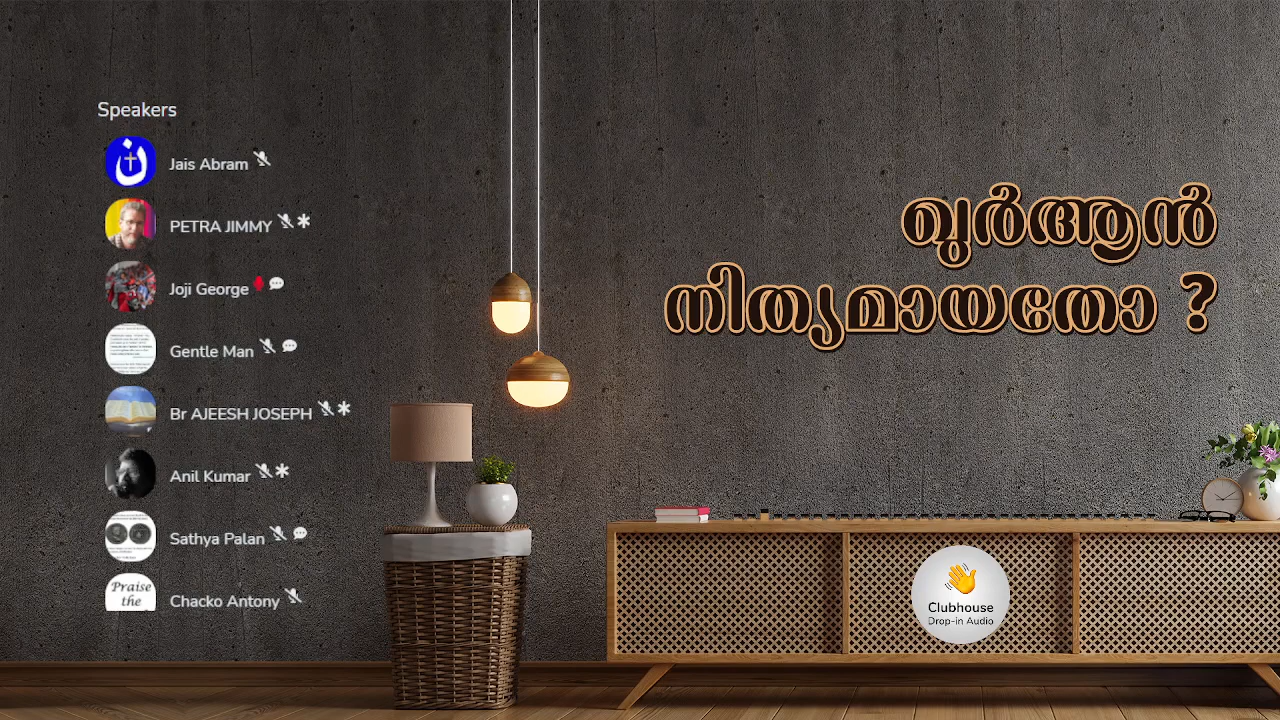 Speakers
Jais Abram
PETRA JIMMY
Joji George
Gentle Man
Br AJEESH JOSEPH
Anil Kumar
Sathya Palan
Praise
the
Chacko Antony
ഖുർആൻ
നിത്യമായതോ ?
Clubhouse
Drop-in Audio